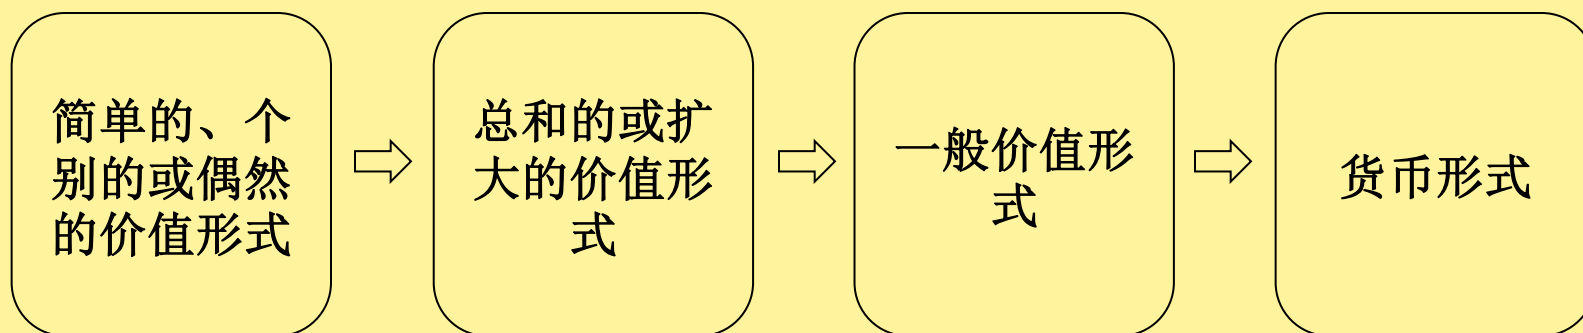 简单的、个
别的或偶然
的价值形式
总和的或扩
大的价值形
式
一般价值形
式
货币形式